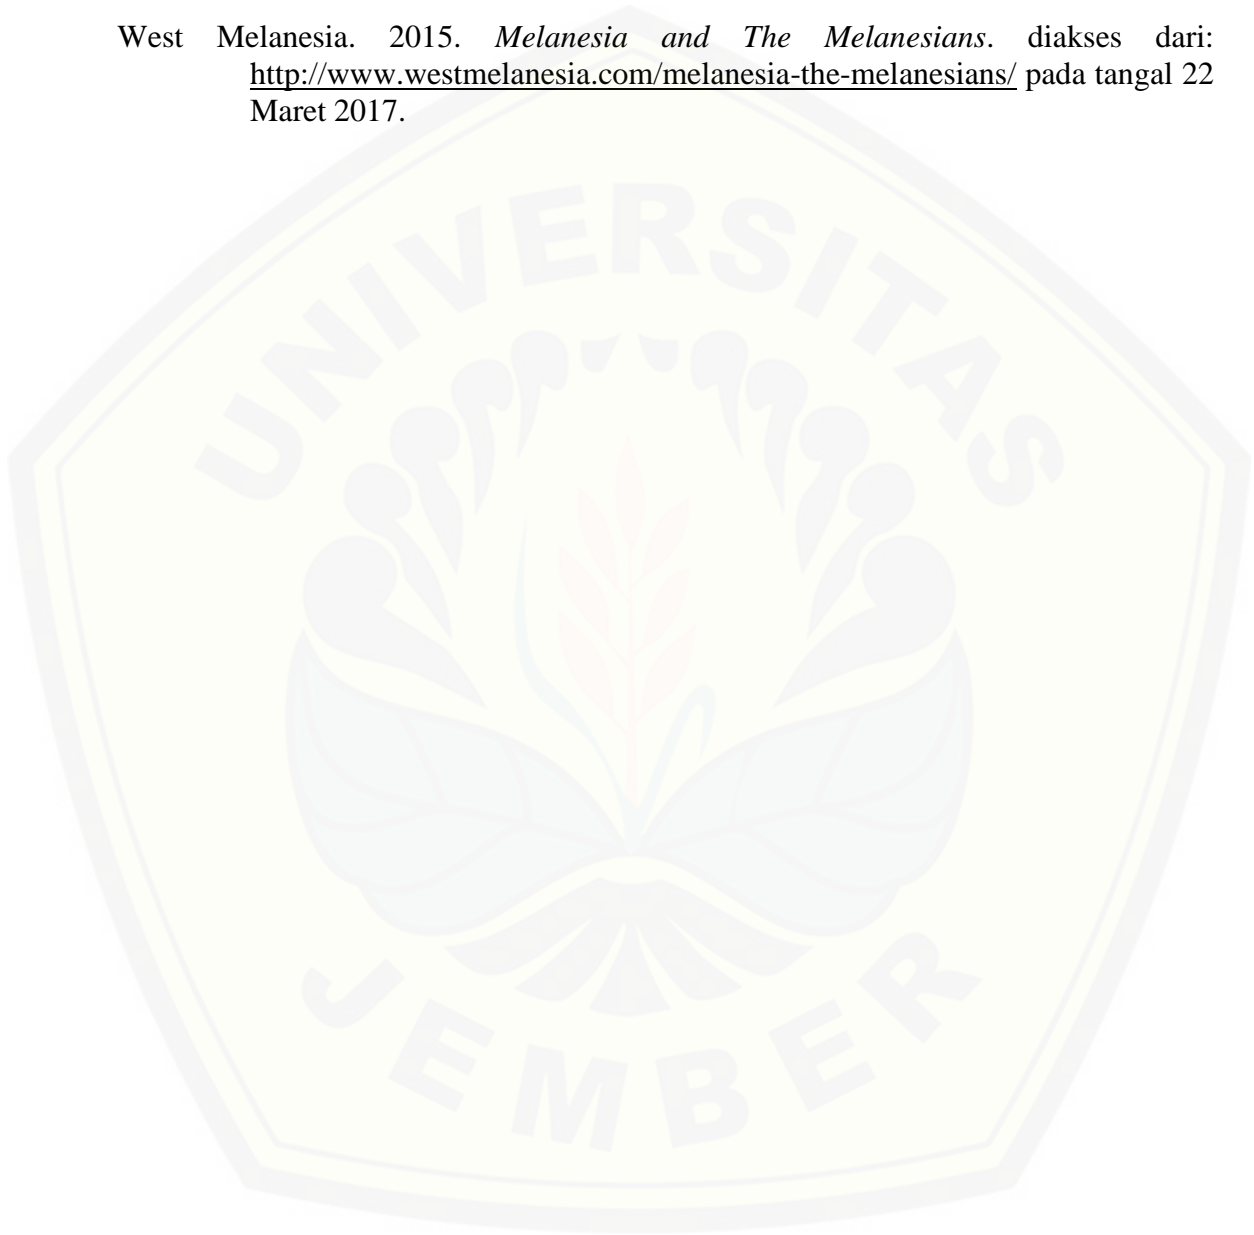 West Melanesia. 2015. Melanesia and The Melanesians. diakses dari:
http://www.westmelanesia.com/melanesia-the-melanesians/ pada tangal 22
Maret 2017.
UNIVERSITAS
JEMBER